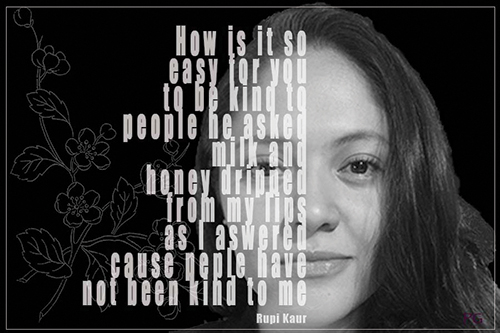 How is it so
easy for you
to be kind to
people he asked
milk and
honey dripped
from my lips
as I aswered
cause peple have
not been kind to me
Rupi Kaur